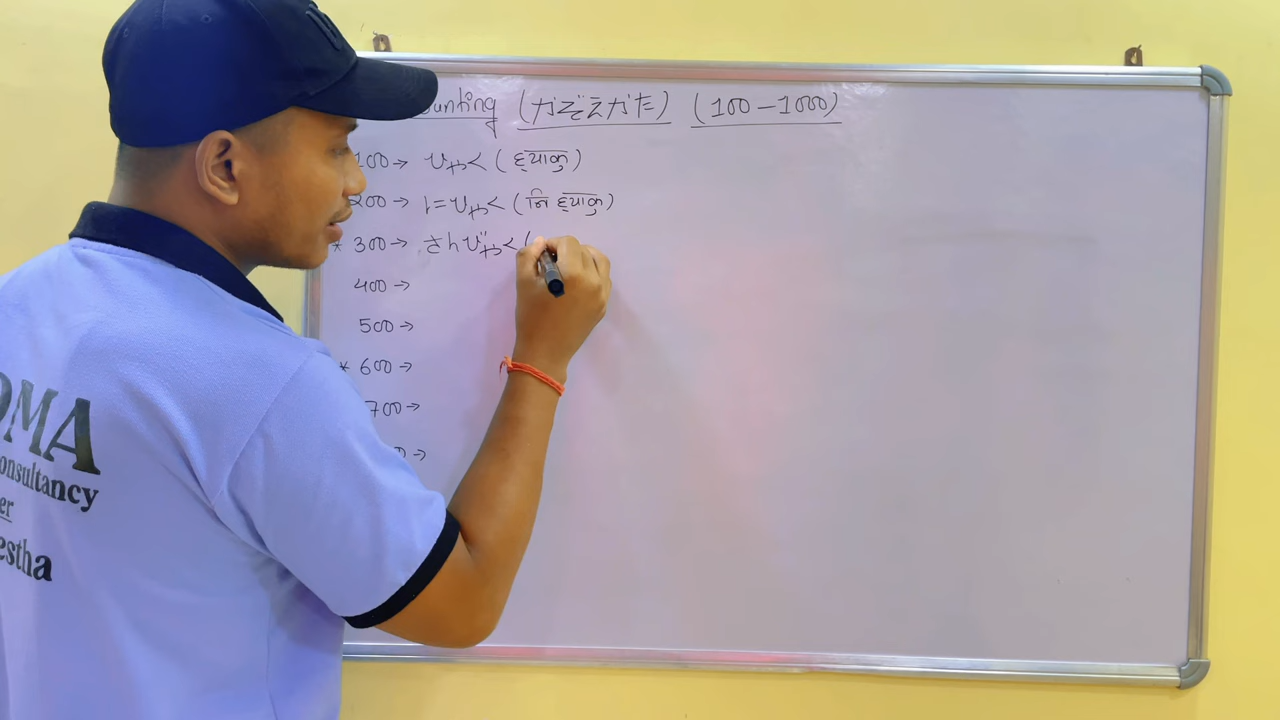 unting (かぞえかた) (100-1000)
100→ ひゃく (ह्याकु)
200→ にひゃく (नि ह्याकु)
* 300→ さんびゃく (
400→
500→
* 600→
700→
OMA
onsultancy
er
estha